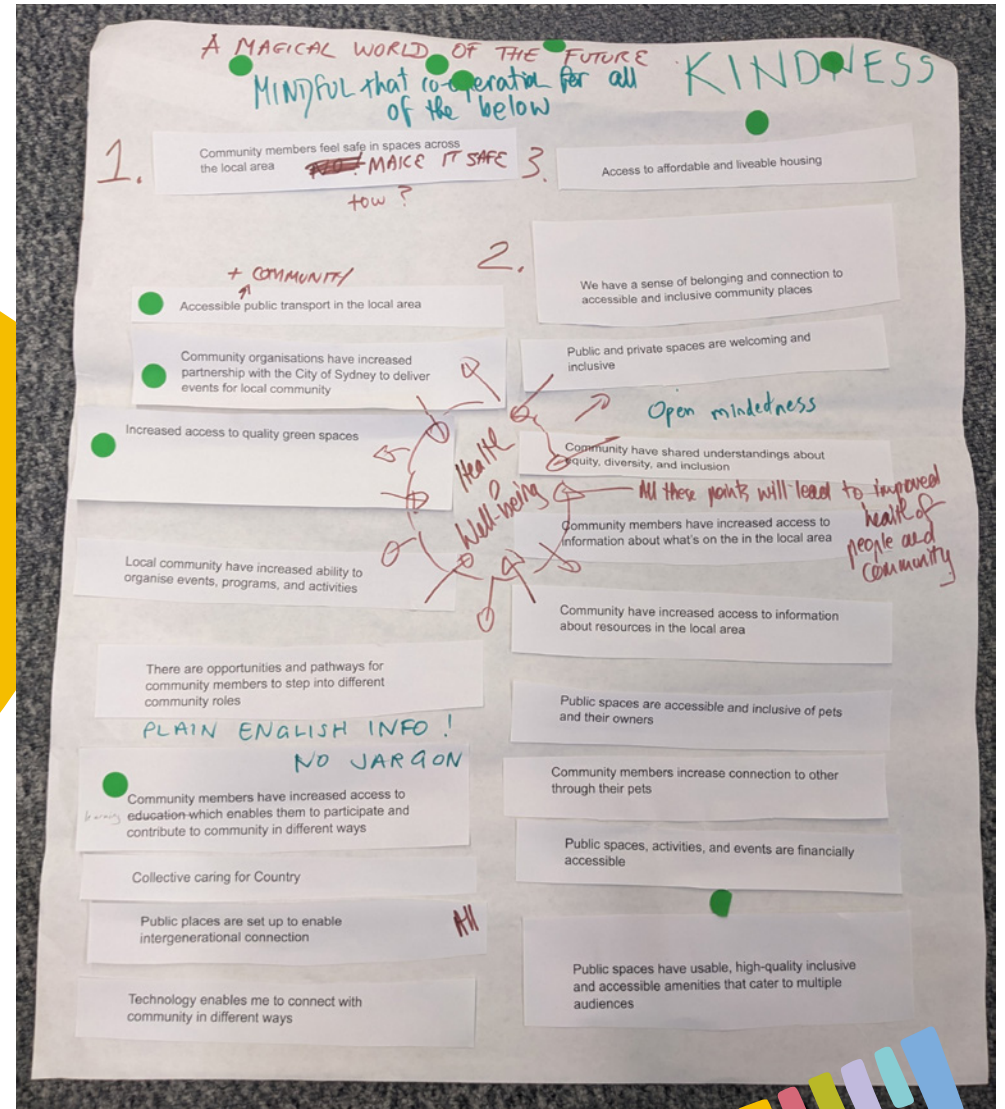 A MAGICAL WORLD OF THE FUTURE
MINDFUL that co-operation for all
of the below
KINDNESS
1.
Community members feel safe in spaces across
the local area
NO! MAKE IT SAFE
tow ?
+ COMMUNITY
Accessible public transport in the local area
Community organisations have increased
partnership with the City of Sydney to deliver
events for local community
Increased access to quality green spaces
Local community have increased ability to
organise events, programs, and activities
There are opportunities and pathways for
community members to step into different
community roles
PLAIN ENGLISH INFO !
NO JARGON
Community members have increased access to
learning education which enables them to participate and
contribute to community in different ways
Collective caring for Country
Public places are set up to enable
intergenerational connection
All
Technology enables me to connect with
community in different ways
Health
Well-being
3.
Access to affordable and liveable housing
2.
We have a sense of belonging and connection to
accessible and inclusive community places
Public and private spaces are welcoming and
inclusive
Open mindedness
Community have shared understandings about
equity, diversity, and inclusion
All these points will lead to improved
health of
people and
community
Community members have increased access to
information about what's on the in the local area
Community have increased access to information
about resources in the local area
Public spaces are accessible and inclusive of pets
and their owners
Community members increase connection to other
through their pets
Public spaces, activities, and events are financially
accessible
Public spaces have usable, high-quality inclusive
and accessible amenities that cater to multiple
audiences